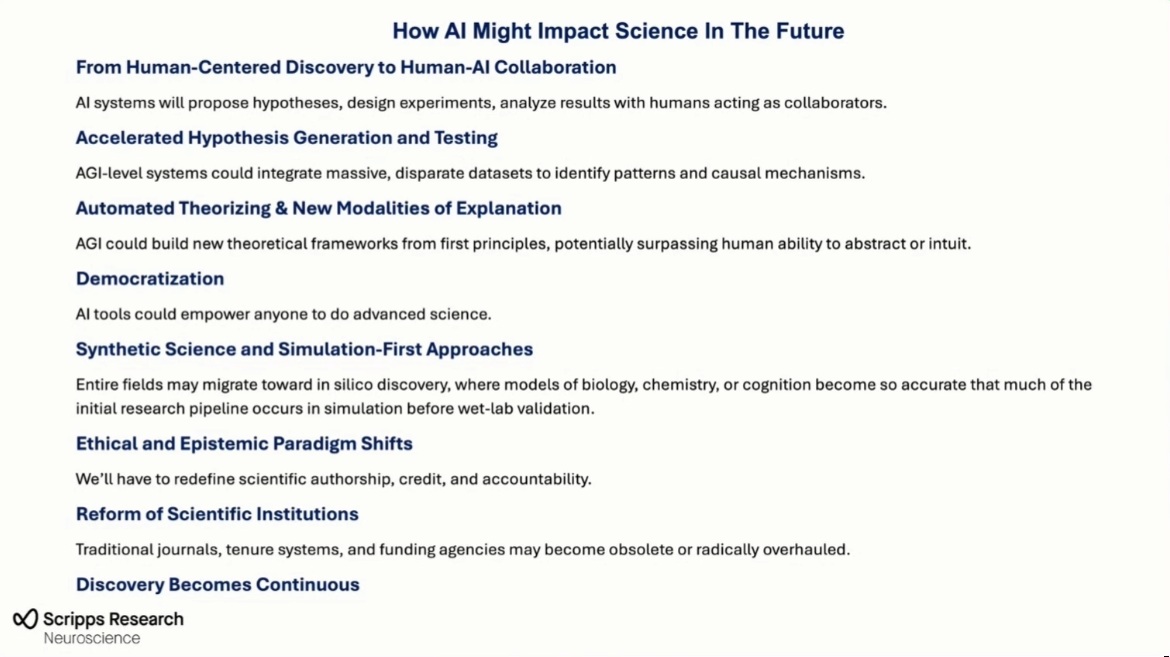 How AI Might Impact Science In The Future
From Human-Centered Discovery to Human-AI Collaboration
AI systems will propose hypotheses, design experiments, analyze results with humans acting as collaborators.
Accelerated Hypothesis Generation and Testing
AGI-level systems could integrate massive, disparate datasets to identify patterns and causal mechanisms.
Automated Theorizing & New Modalities of Explanation
AGI could build new theoretical frameworks from first principles, potentially surpassing human ability to abstract or intuit.
Democratization
AI tools could empower anyone to do advanced science.
Synthetic Science and Simulation-First Approaches
Entire fields may migrate toward in silico discovery, where models of biology, chemistry, or cognition become so accurate that much of the
initial research pipeline occurs in simulation before wet-lab validation.
Ethical and Epistemic Paradigm Shifts
We’ll have to redefine scientific authorship, credit, and accountability.
Reform of Scientific Institutions
Traditional journals, tenure systems, and funding agencies may become obsolete or radically overhauled.
Discovery Becomes Continuous
Scripps Research
Neuroscience